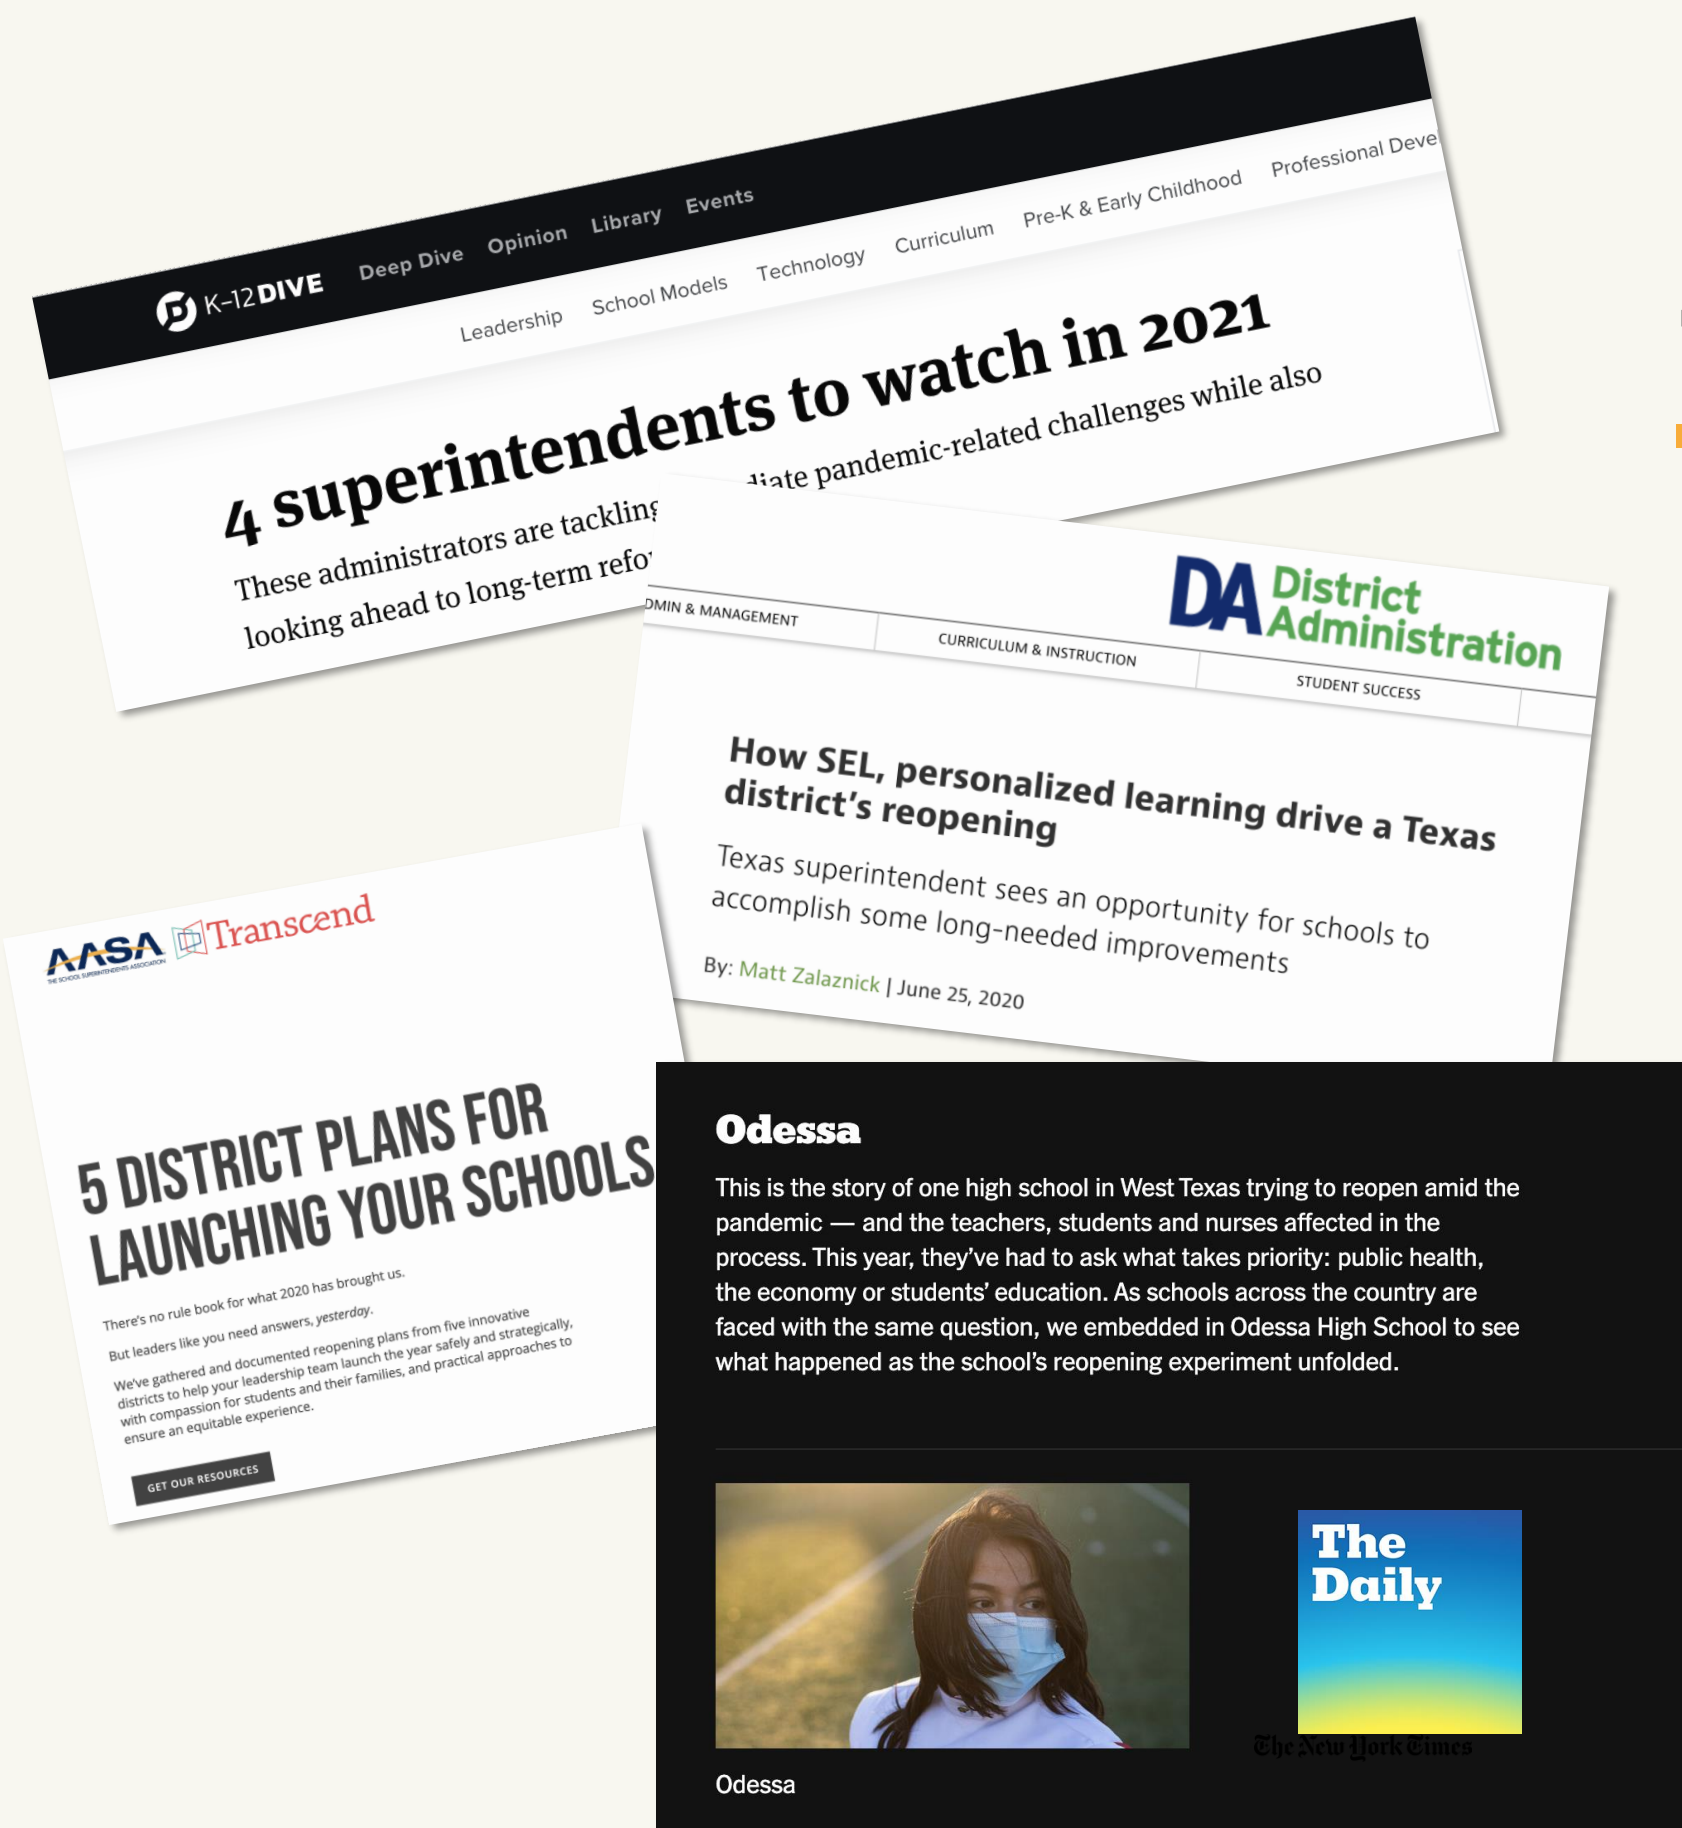 K-12 DIVE
Deep Dive
Opinion
Library
Events
Leadership
School Models
Technology
Curriculum
Pre-K & Early Childhood
Professional Deve
4 superintendents to watch in 2021
These administrators are tackling diate pandemic-related challenges while also
looking ahead to long-term refo
DA District
Administration
DMIN & MANAGEMENT
CURRICULUM & INSTRUCTION
STUDENT SUCCESS
How SEL, personalized learning drive a Texas
district's reopening
Texas superintendent sees an opportunity for schools to
accomplish some long-needed improvements
By: Matt Zalaznick | June 25, 2020
AASA
THE SCHOOL SUPERINTENDENTS ASSOCIATION
Transcend
5 DISTRICT PLANS FOR
LAUNCHING YOUR SCHOOLS
There's no rule book for what 2020 has brought us.
But leaders like you need answers, yesterday.
We've gathered and documented reopening plans from five innovative
districts to help your leadership team launch the year safely and strategically,
with compassion for students and their families, and practical approaches to
ensure an equitable experience.
GET OUR RESOURCES
Odessa
This is the story of one high school in West Texas trying to reopen amid the
pandemic — and the teachers, students and nurses affected in the
process. This year, they've had to ask what takes priority: public health,
the economy or students' education. As schools across the country are
faced with the same question, we embedded in Odessa High School to see
what happened as the school's reopening experiment unfolded.
The
Daily
The New York Times
Odessa